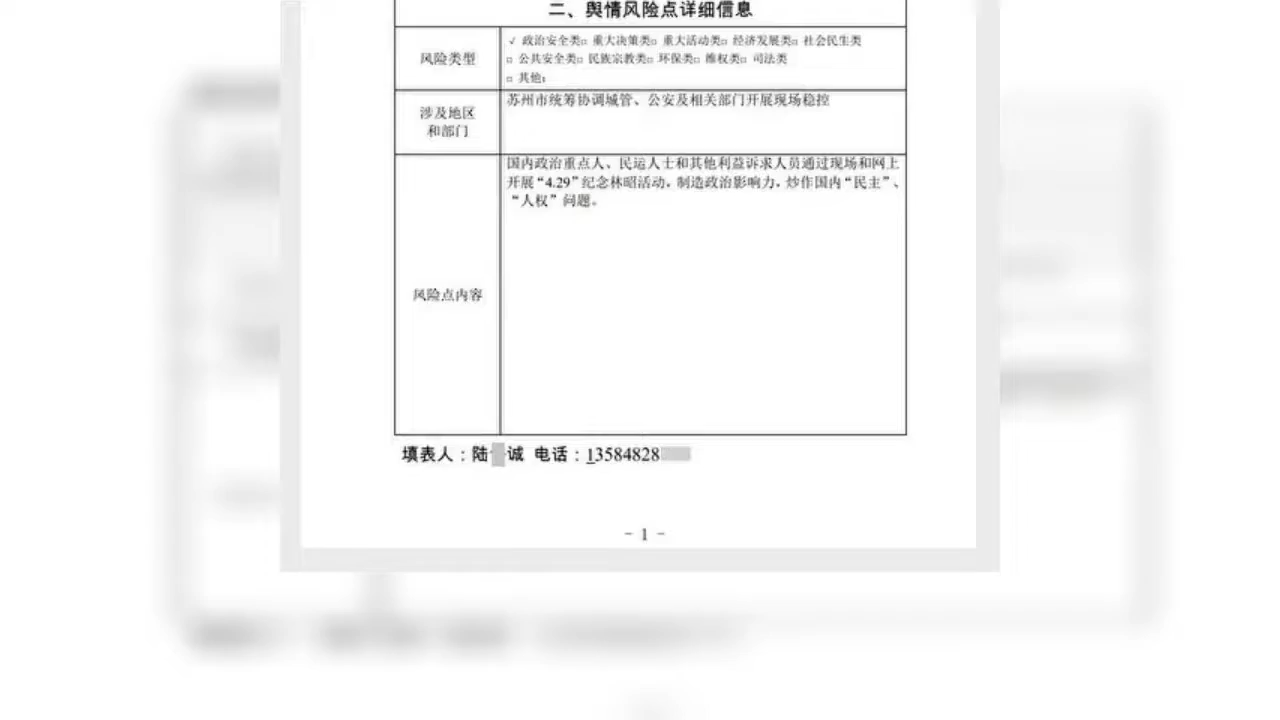 二、舆情风险点详细信息
风险类型
√ 政治安全类□ 重大决策类□ 重大活动类□ 经济发展类□ 社会民生类
□ 公共安全类□ 民族宗教类□ 环保类□ 维权类□ 司法类
□ 其他:
涉及地区
和部门
苏州市统筹协调城管、公安及相关部门开展现场稳控
风险点内容
国内政治重点人、民运人士和其他利益诉求人员通过现场和网上
开展“4.29”纪念林昭活动，制造政治影响力，炒作国内“民主”、
“人权”问题。
填表人：陆 诚 电话：13584828
- 1 -